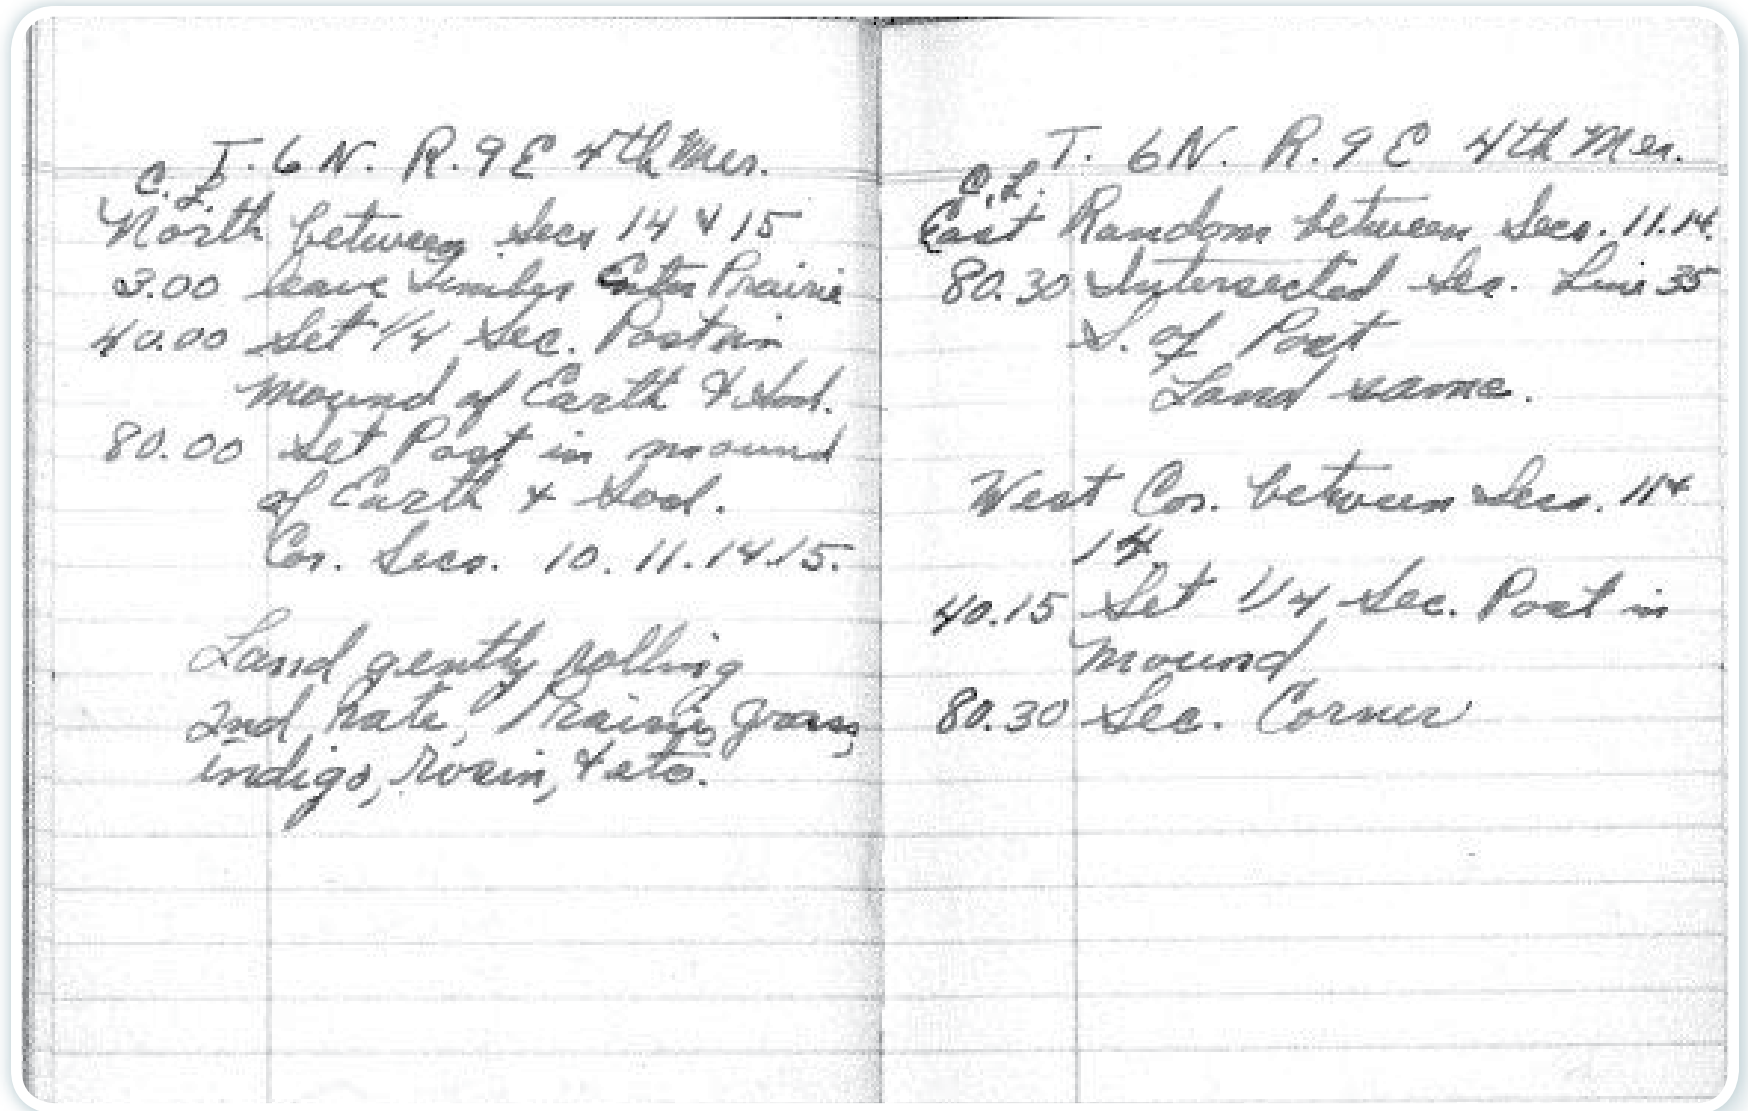 T. 6 N. R. 9 E 4th Mer.
C. L.
North between Secs 14 & 15
3.00 leave Timber Enter Prairie
40.00 Set 1/4 Sec. Post in
Mound of Earth & Sod.
80.00 Set Post in mound
of Earth & Sod.
Cor. Secs. 10. 11. 14.15.
Land gently rolling
2nd rate, Prairie grass,
indigo, rosin, & etc.
T. 6 N. R. 9 E 4th Mer.
C. L.
East Random between Secs. 11.14.
80.30 Intersected Sec. Line 35
S. of Post
Land same.
West Cor. between Secs. 11 &
14
40.15 Set 1/4 Sec. Post in
Mound
80.30 Sec. Corner